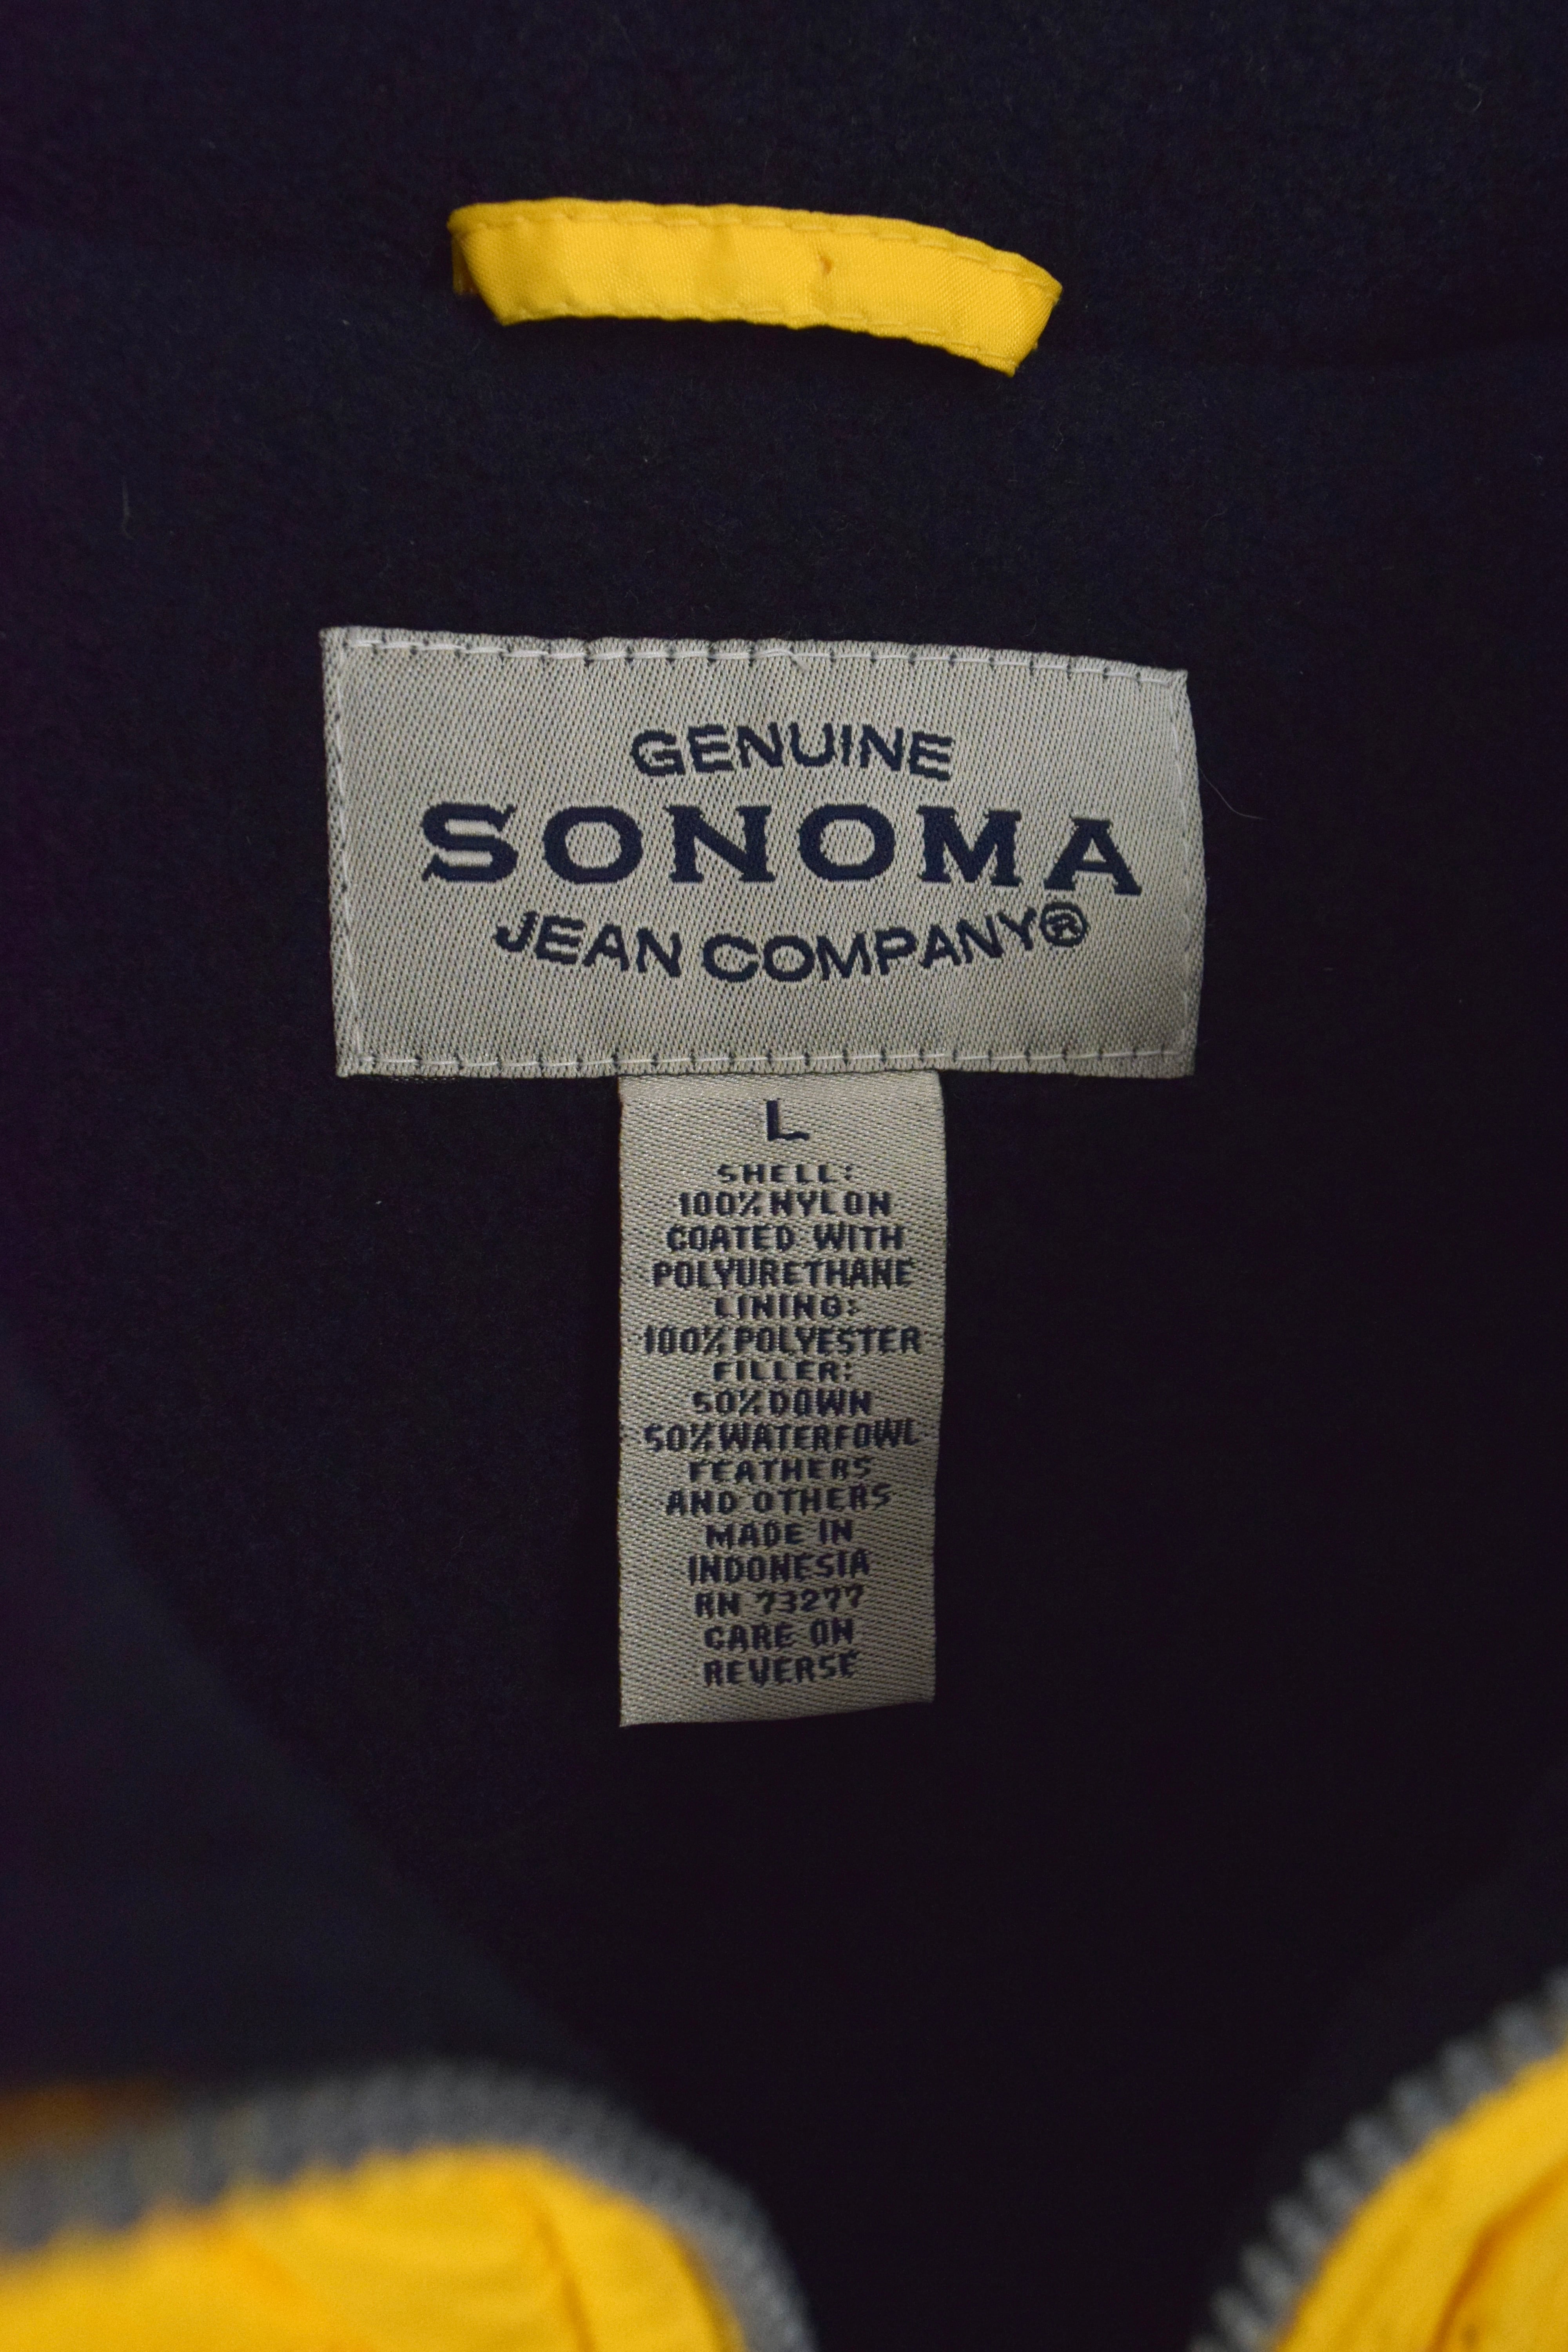 GENUINE
SONOMA
JEAN COMPANY®
L
SHELL:
100% NYLON
COATED WITH
POLYURETHANE
LINING:
100% POLYESTER
FILLER:
50% DOWN
50% WATERFOWL
FEATHERS
AND OTHERS
MADE IN
INDONESIA
RN 73277
CARE ON
REVERSE